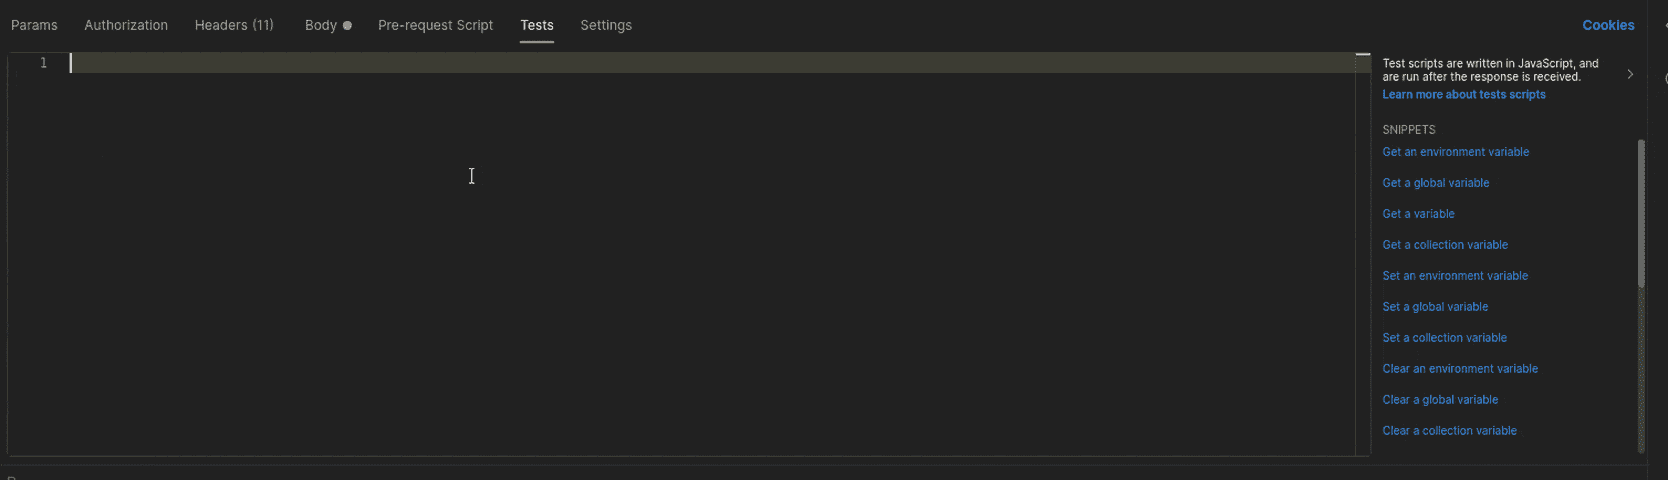 Params Authorization Headers (11) Body Pre-request Script Tests Settings Cookies
1
Test scripts are written in JavaScript, and
are run after the response is received.
Learn more about tests scripts
SNIPPETS
Get an environment variable
Get a global variable
Get a variable
Get a collection variable
Set an environment variable
Set a global variable
Set a collection variable
Clear an environment variable
Clear a global variable
Clear a collection variable